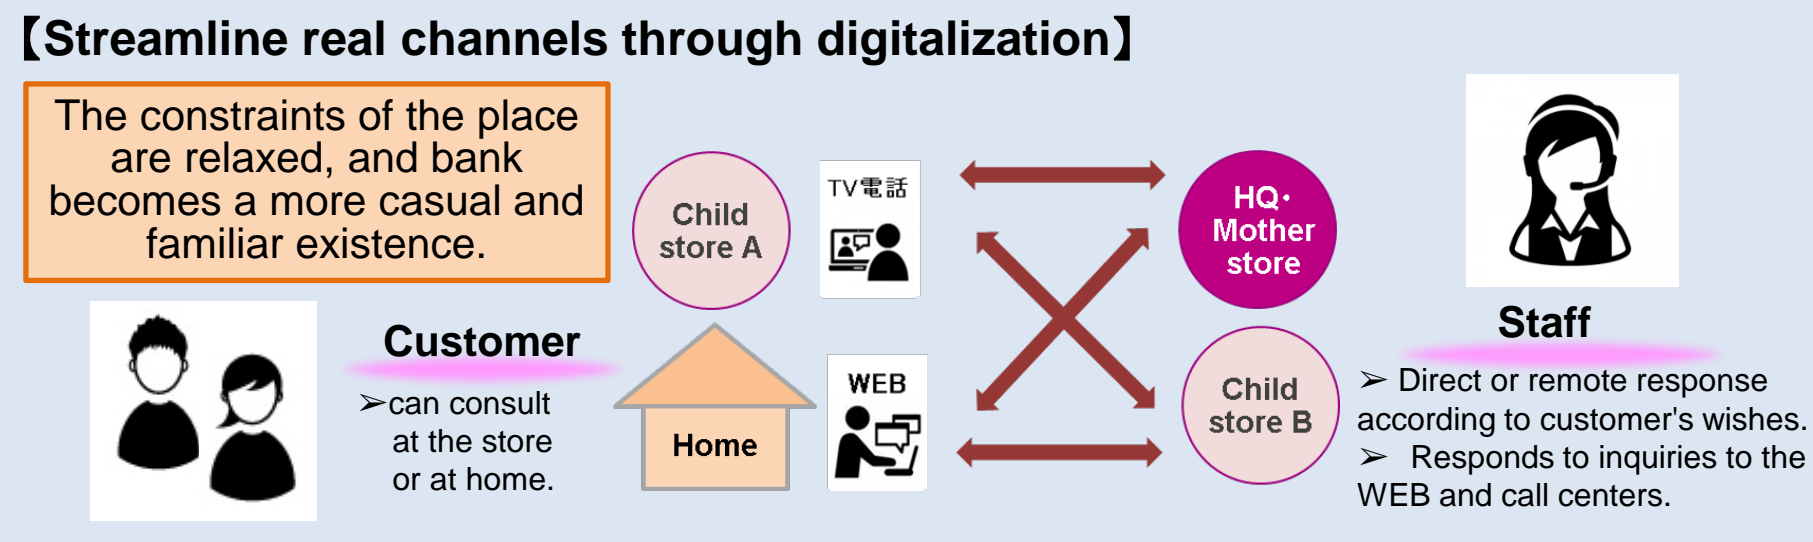 【Streamline real channels through digitalization】
The constraints of the place
are relaxed, and bank
becomes a more casual and
familiar existence.
Customer
➢can consult
at the store
or at home.
Child
store A
TV電話
Home
WEB
HQ・
Mother
store
Child
store B
Staff
➢ Direct or remote response
according to customer's wishes.
➢ Responds to inquiries to the
WEB and call centers.